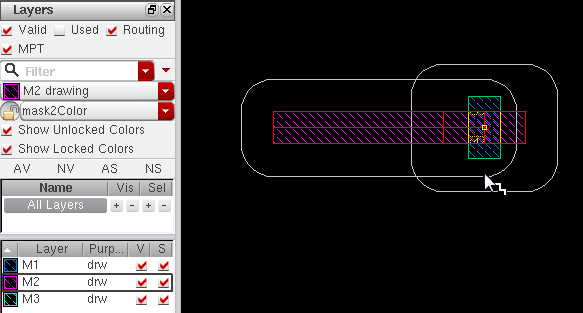 Layers
Valid Used Routing
MPT
Filter
M2 drawing
mask2Color
Show Unlocked Colors
Show Locked Colors
AV NV AS NS
Name Vis Sel
All Layers + - + -
Layer Purp... V S
M1 drw
M2 drw
M3 drw